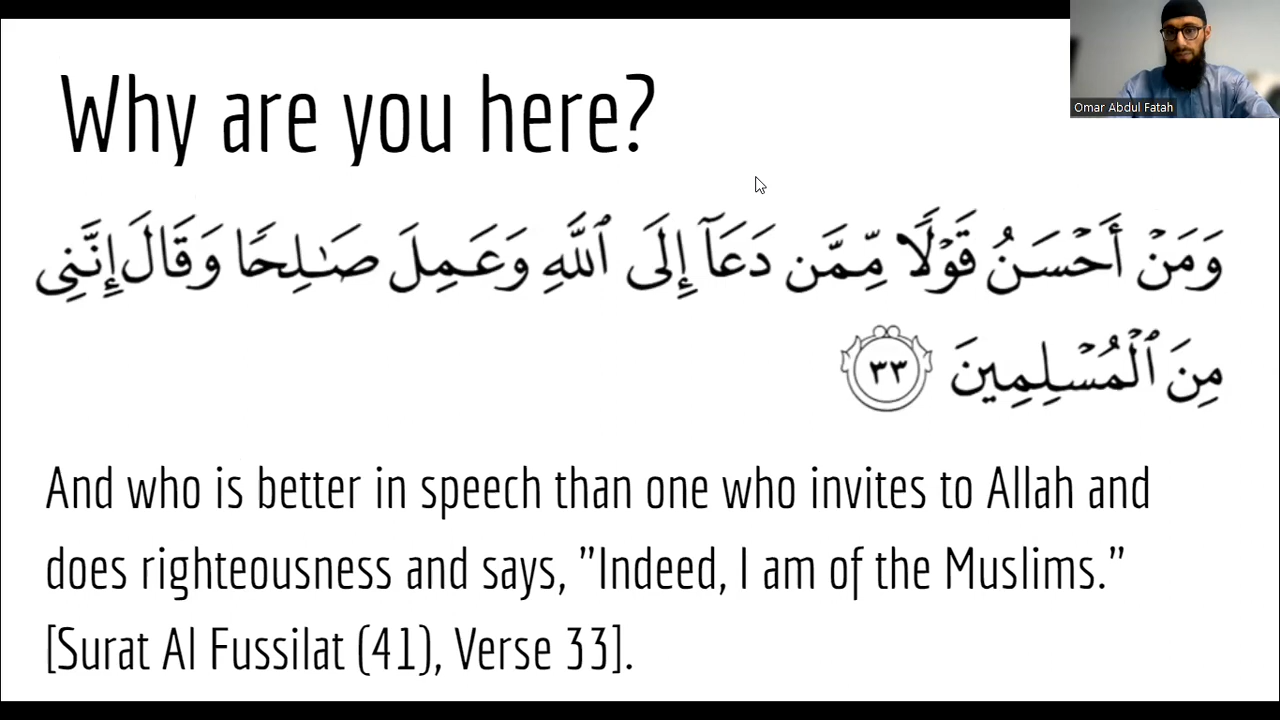 Why are you here?
Omar Abdul Fatah
وَمَنْ أَحْسَنُ قَوْلًا مِّمَّن دَعَآ إِلَى ٱللَّهِ وَعَمِلَ صَـٰلِحًا وَقَالَ إِنَّنِى
مِنَ ٱلْمُسْلِمِينَ ٣٣
And who is better in speech than one who invites to Allah and
does righteousness and says, "Indeed, I am of the Muslims."
[Surat Al Fussilat (41), Verse 33].